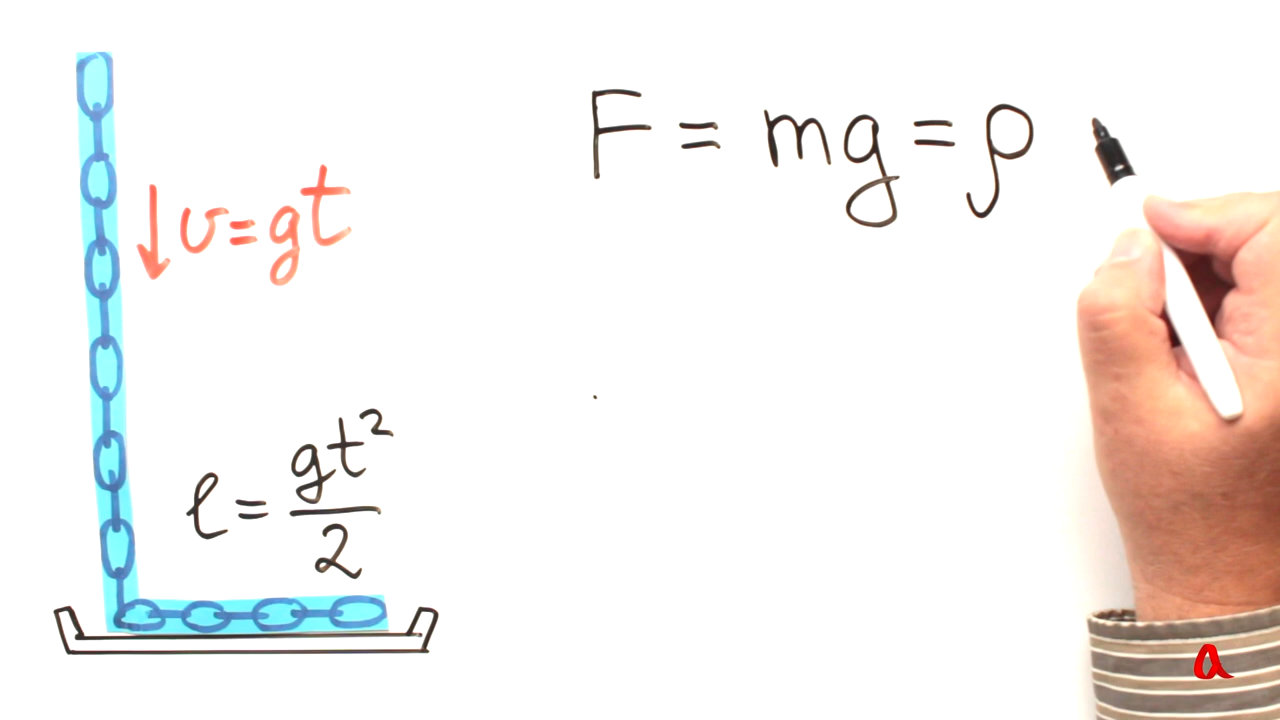 F = mg = ρ
↓ v = gt
ℓ = gt²/2
a